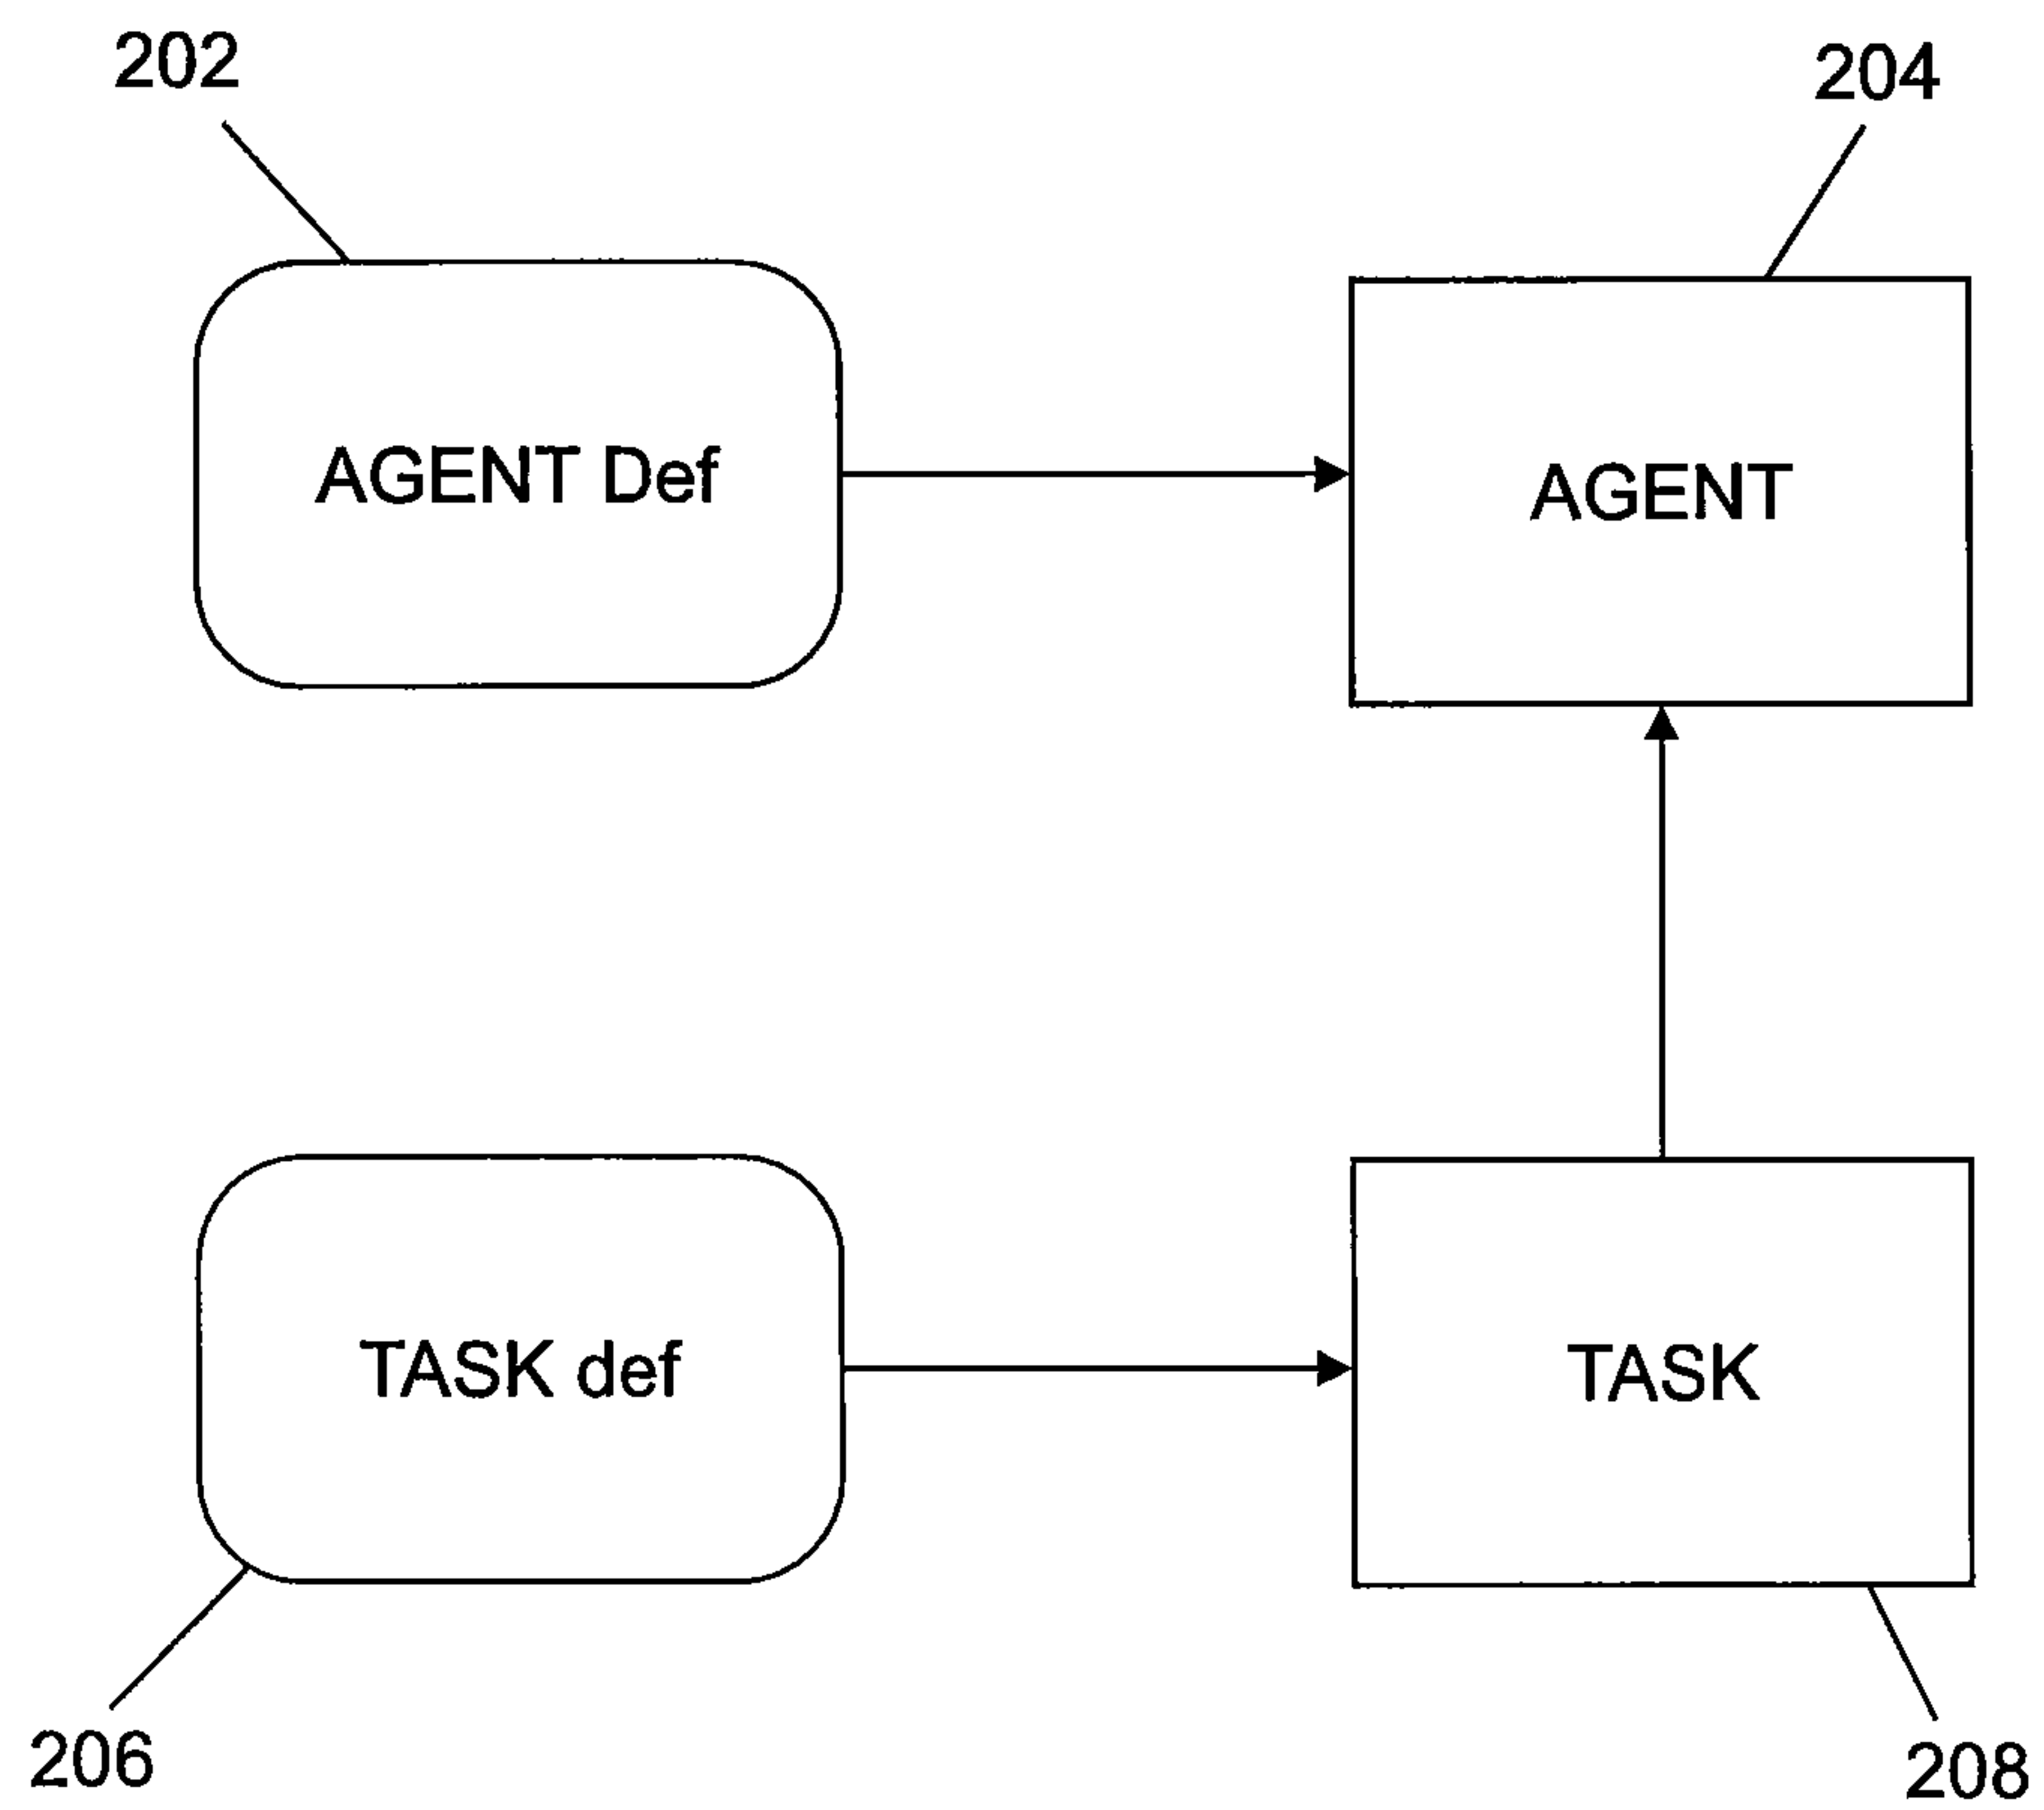 202
204
AGENT Def
AGENT
TASK def
TASK
206
208